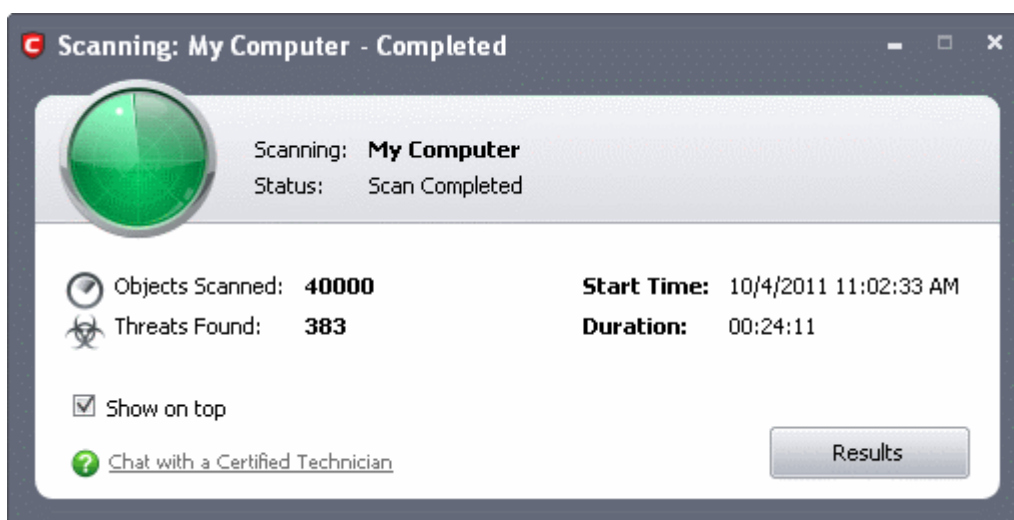 Scanning: My Computer - Completed
Scanning: My Computer
Status: Scan Completed
Objects Scanned: 40000
Start Time: 10/4/2011 11:02:33 AM
Threats Found: 383
Duration: 00:24:11
Show on top
Chat with a Certified Technician
Results